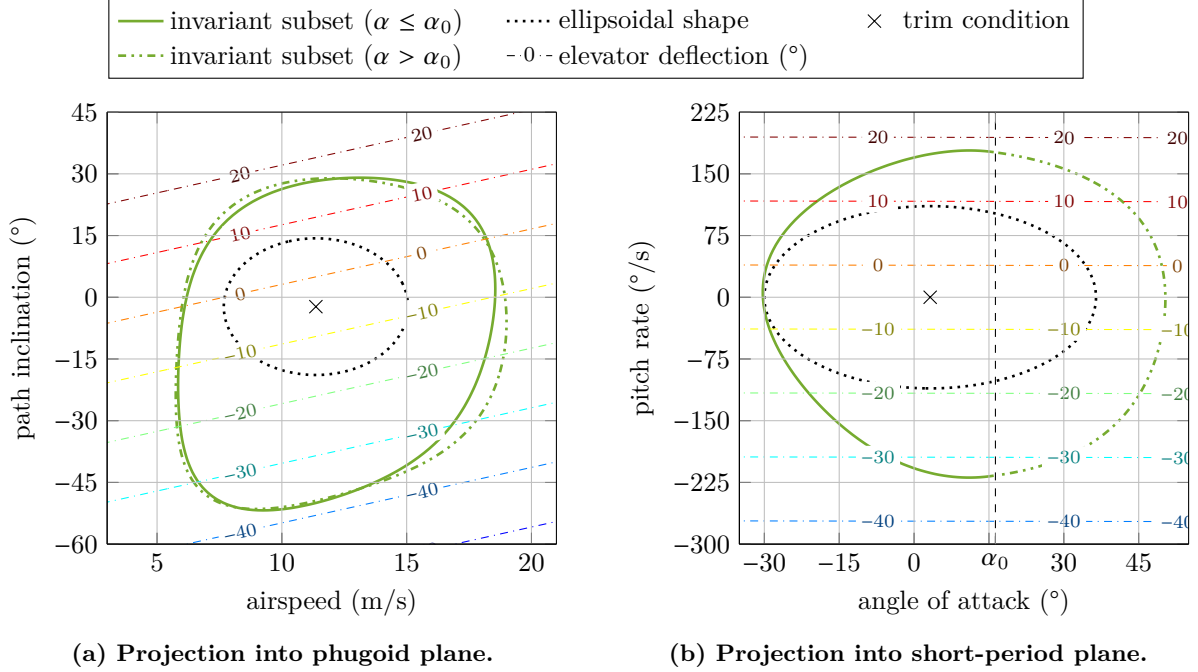 invariant subset (α ≤ α₀) ellipsoidal shape × trim condition
invariant subset (α > α₀) 0 elevator deflection (°)
path inclination (°)
45
30
15
0
−15
−30
−45
−60
20 20
10 10
0 0
−10 −10
−20 −20
−30 −30
−40 −40
5 10 15 20
airspeed (m/s)
(a) Projection into phugoid plane.
pitch rate (°/s)
225
150
75
0
−75
−150
−225
−300
20 20 20
10 10 10
0 0 0
−10 −10 −10
−20 −20 −20
−30 −30 −30
−40 −40 −40
−30 −15 0 α₀ 30 45
angle of attack (°)
(b) Projection into short-period plane.